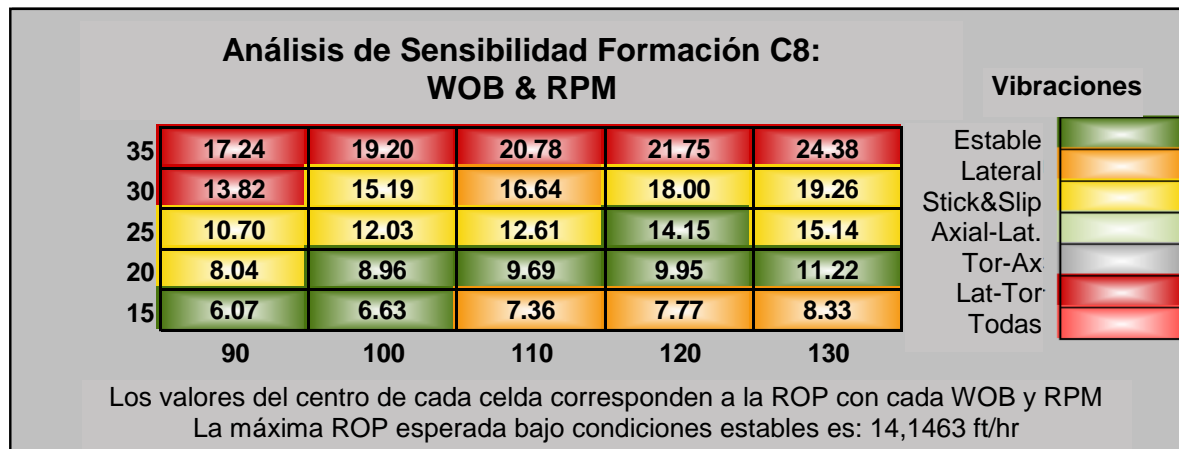 Análisis de Sensibilidad Formación C8:
WOB & RPM
Vibraciones
35 17.24 19.20 20.78 21.75 24.38
30 13.82 15.19 16.64 18.00 19.26
25 10.70 12.03 12.61 14.15 15.14
20 8.04 8.96 9.69 9.95 11.22
15 6.07 6.63 7.36 7.77 8.33
90 100 110 120 130
Estable
Lateral
Stick&Slip
Axial-Lat.
Tor-Ax
Lat-Tor
Todas
Los valores del centro de cada celda corresponden a la ROP con cada WOB y RPM
La máxima ROP esperada bajo condiciones estables es: 14,1463 ft/hr